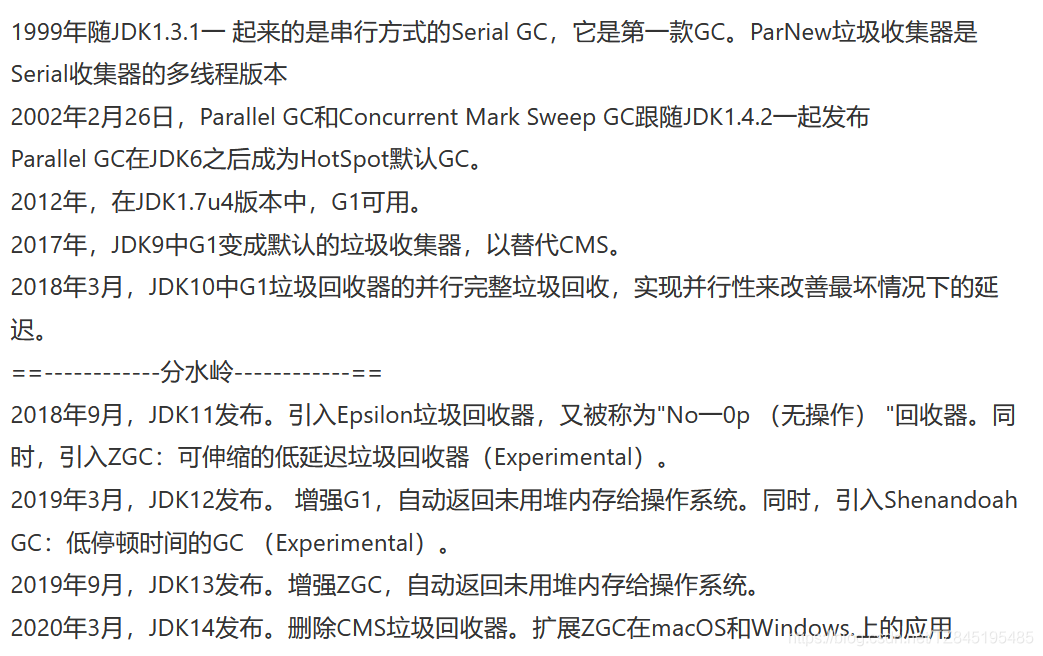 1999年随JDK1.3.1一 起来的是串行方式的Serial GC，它是第一款GC。ParNew垃圾收集器是
Serial收集器的多线程版本
2002年2月26日，Parallel GC和Concurrent Mark Sweep GC跟随JDK1.4.2一起发布
Parallel GC在JDK6之后成为HotSpot默认GC。
2012年，在JDK1.7u4版本中，G1可用。
2017年，JDK9中G1变成默认的垃圾收集器，以替代CMS。
2018年3月，JDK10中G1垃圾回收器的并行完整垃圾回收，实现并行性来改善最坏情况下的延
迟。
==------------分水岭------------==
2018年9月，JDK11发布。引入Epsilon垃圾回收器，又被称为"No一0p （无操作） "回收器。同
时，引入ZGC：可伸缩的低延迟垃圾回收器（Experimental）。
2019年3月，JDK12发布。 增强G1，自动返回未用堆内存给操作系统。同时，引入Shenandoah
GC：低停顿时间的GC （Experimental）。
2019年9月，JDK13发布。增强ZGC，自动返回未用堆内存给操作系统。
2020年3月，JDK14发布。删除CMS垃圾回收器。扩展ZGC在macOS和Windows.上的应用